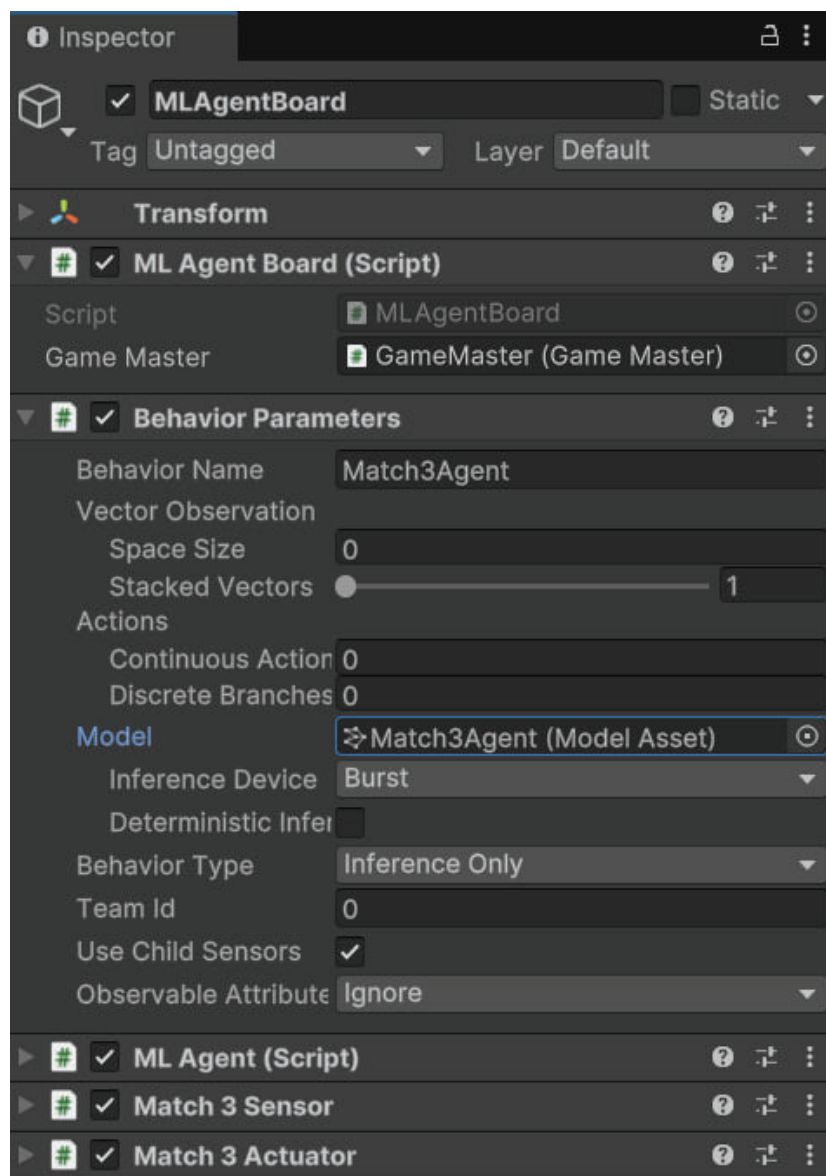 Inspector
MLAgentBoard Static
Tag Untagged Layer Default
Transform
ML Agent Board (Script)
Script MLAgentBoard
Game Master GameMaster (Game Master)
Behavior Parameters
Behavior Name Match3Agent
Vector Observation
Space Size 0
Stacked Vectors 1
Actions
Continuous Action 0
Discrete Branches 0
Model Match3Agent (Model Asset)
Inference Device Burst
Deterministic Infer
Behavior Type Inference Only
Team Id 0
Use Child Sensors
Observable Attribute Ignore
ML Agent (Script)
Match 3 Sensor
Match 3 Actuator